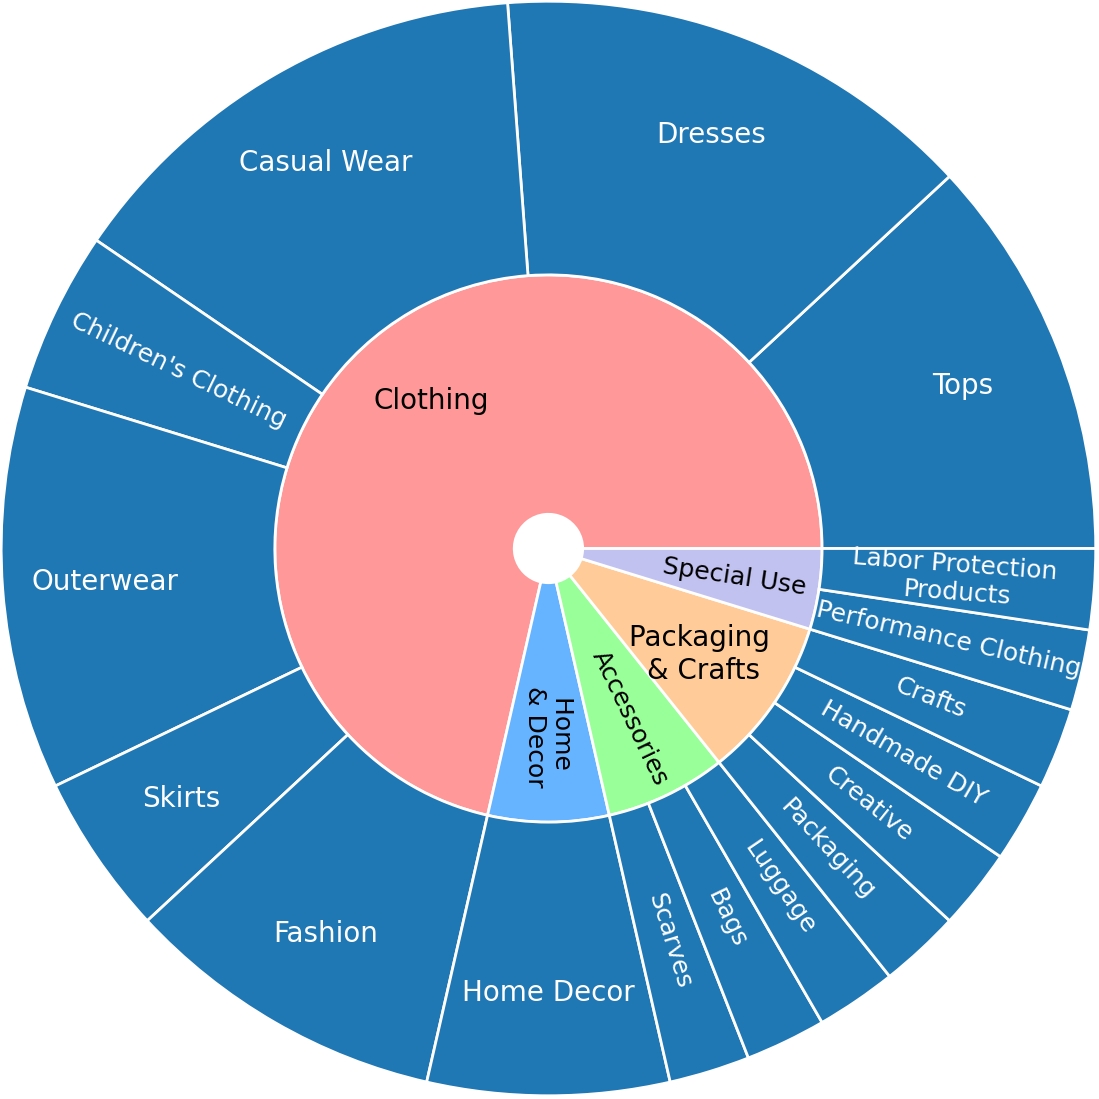 Dresses
Casual Wear
Tops
Children's Clothing
Clothing
Outerwear
Special Use
Labor Protection
Products
Performance Clothing
Packaging
& Crafts
Accessories
Home
& Decor
Crafts
Handmade DIY
Creative
Packaging
Luggage
Bags
Scarves
Skirts
Fashion
Home Decor